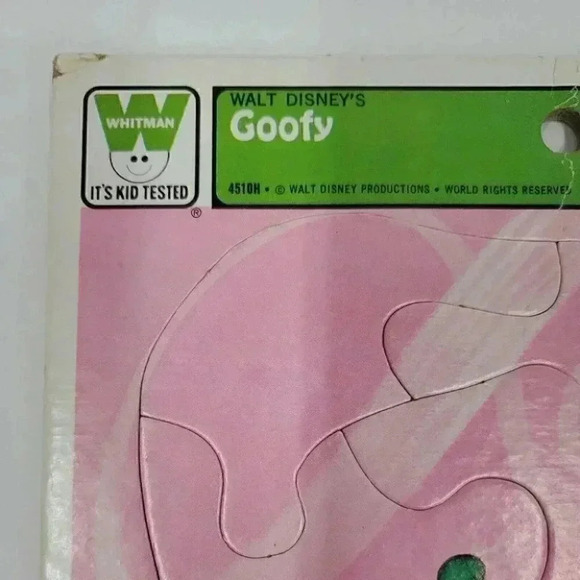 WHITMAN
IT'S KID TESTED
®
WALT DISNEY'S
Goofy
4510H • © WALT DISNEY PRODUCTIONS • WORLD RIGHTS RESERVED